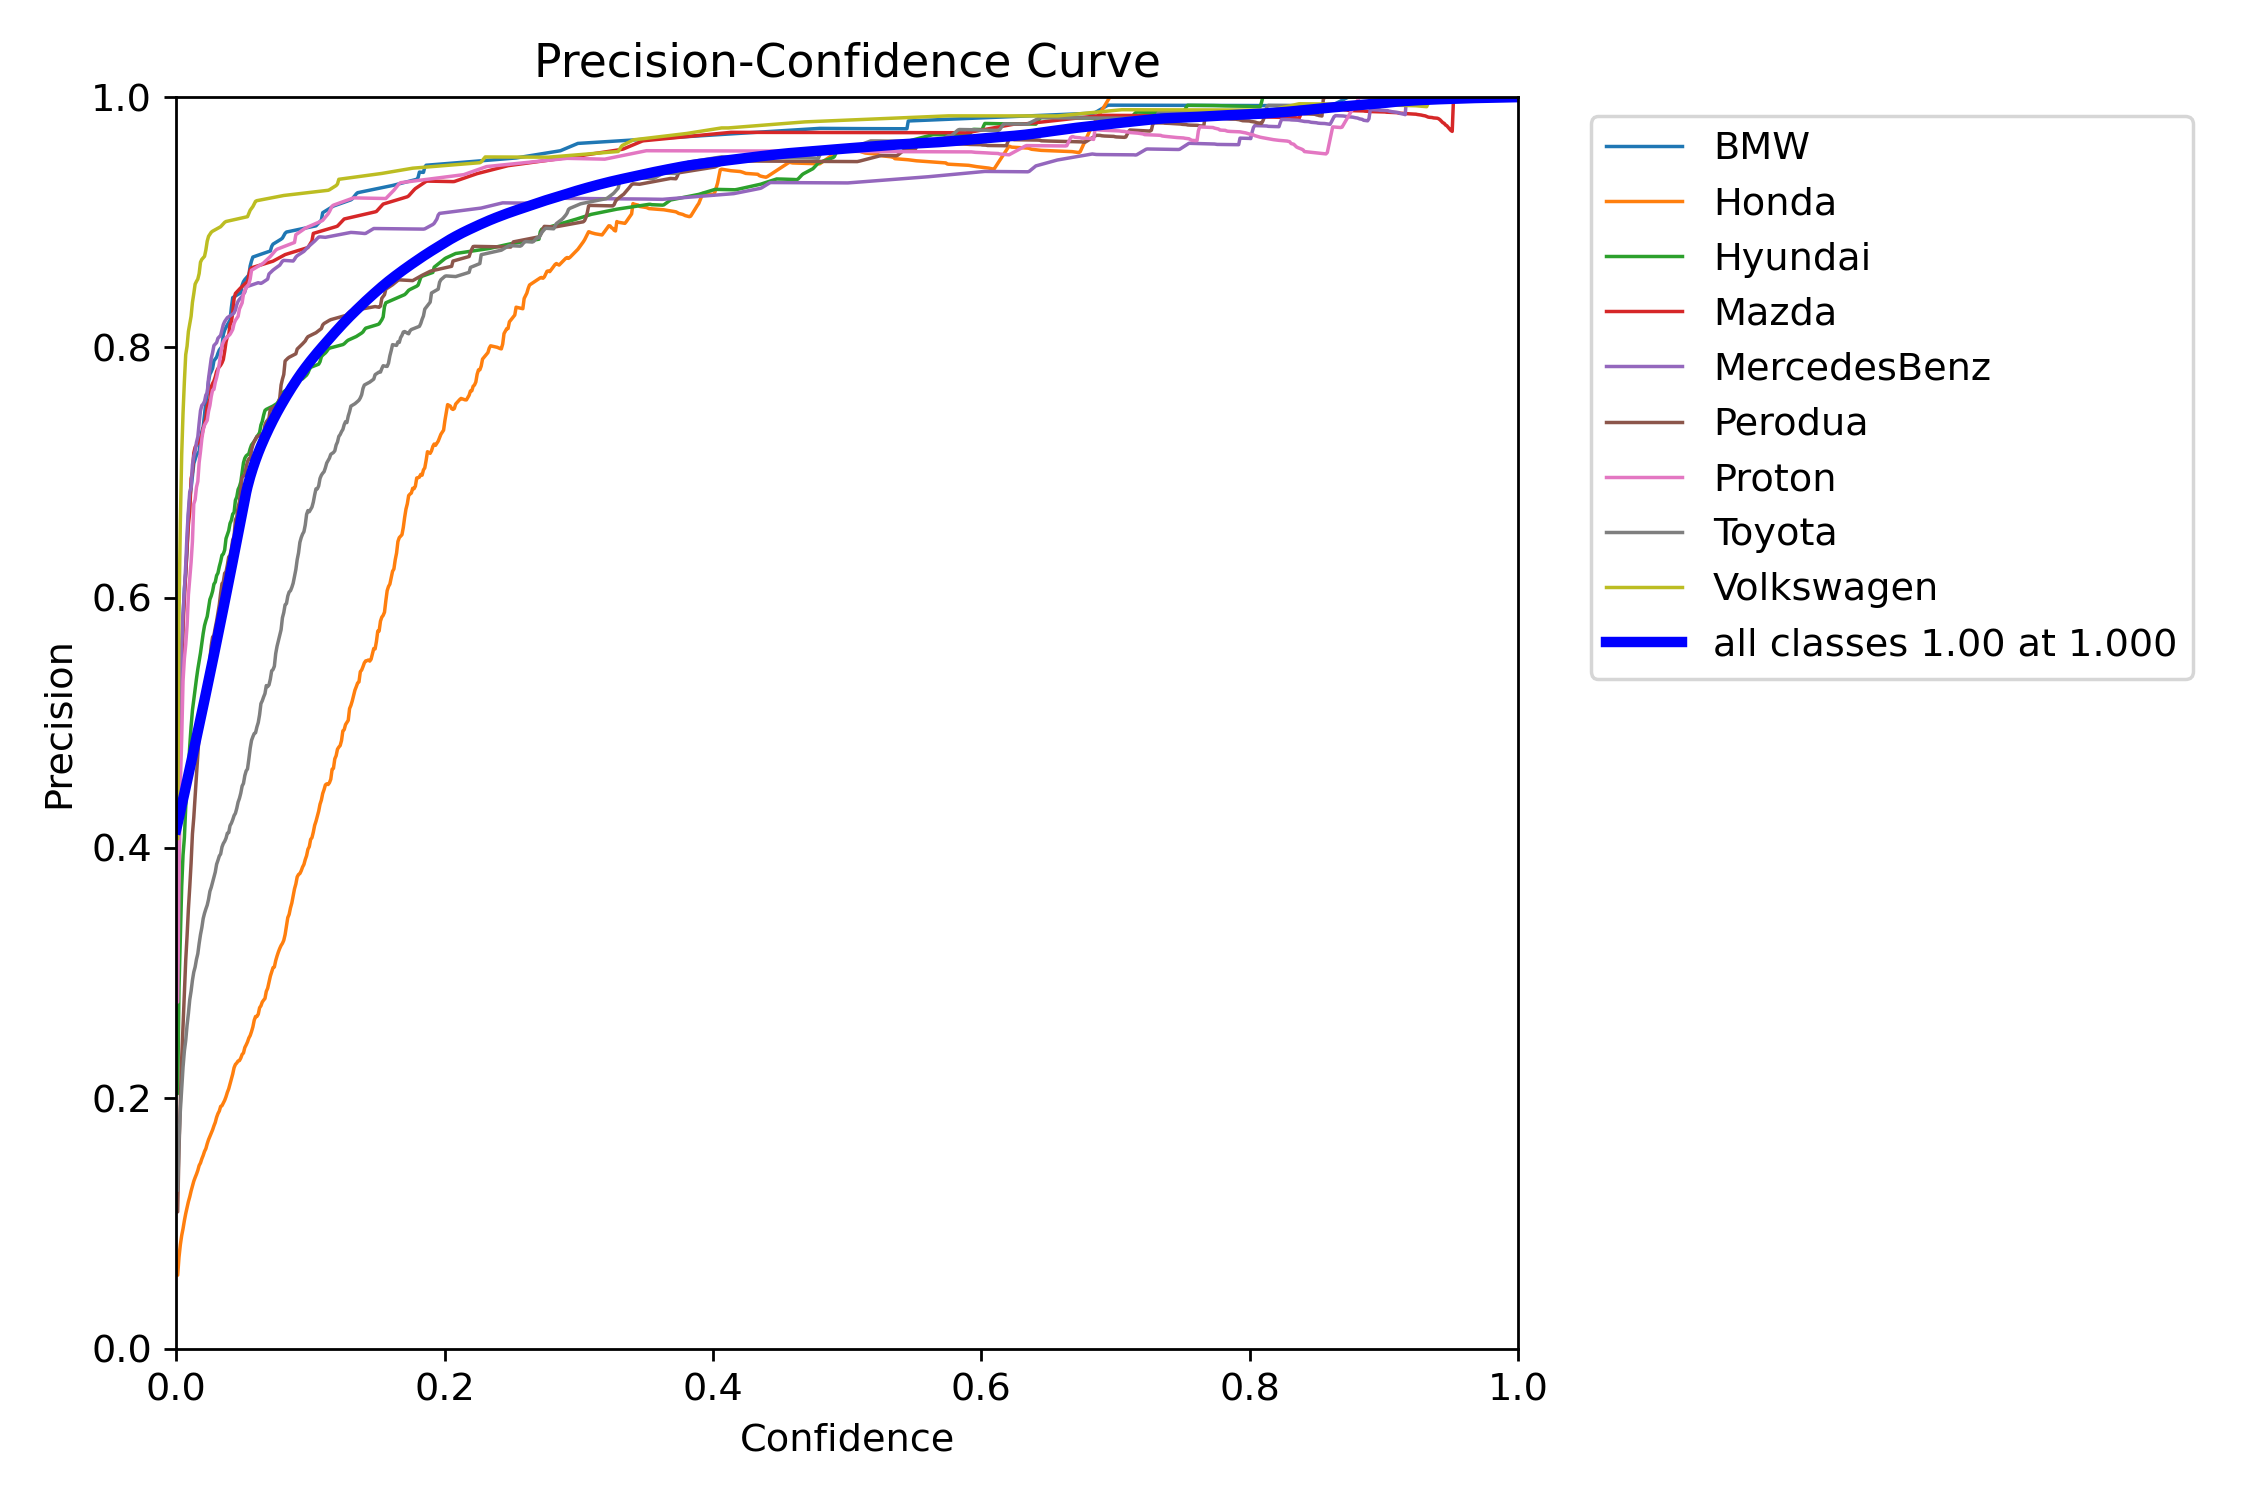 Precision-Confidence Curve
1.0
0.8
0.6
0.4
0.2
0.0
Precision
0.0 0.2 0.4 0.6 0.8 1.0
Confidence
BMW
Honda
Hyundai
Mazda
MercedesBenz
Perodua
Proton
Toyota
Volkswagen
all classes 1.00 at 1.000